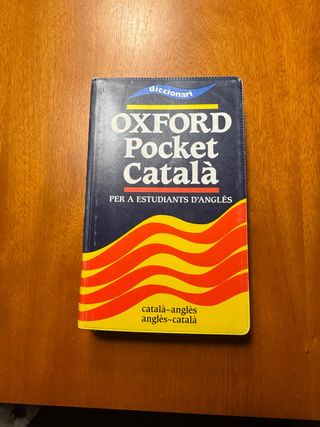 diccionari
OXFORD
Pocket
Català
PER A ESTUDIANTS D'ANGLÈS
català-anglès
anglès-català